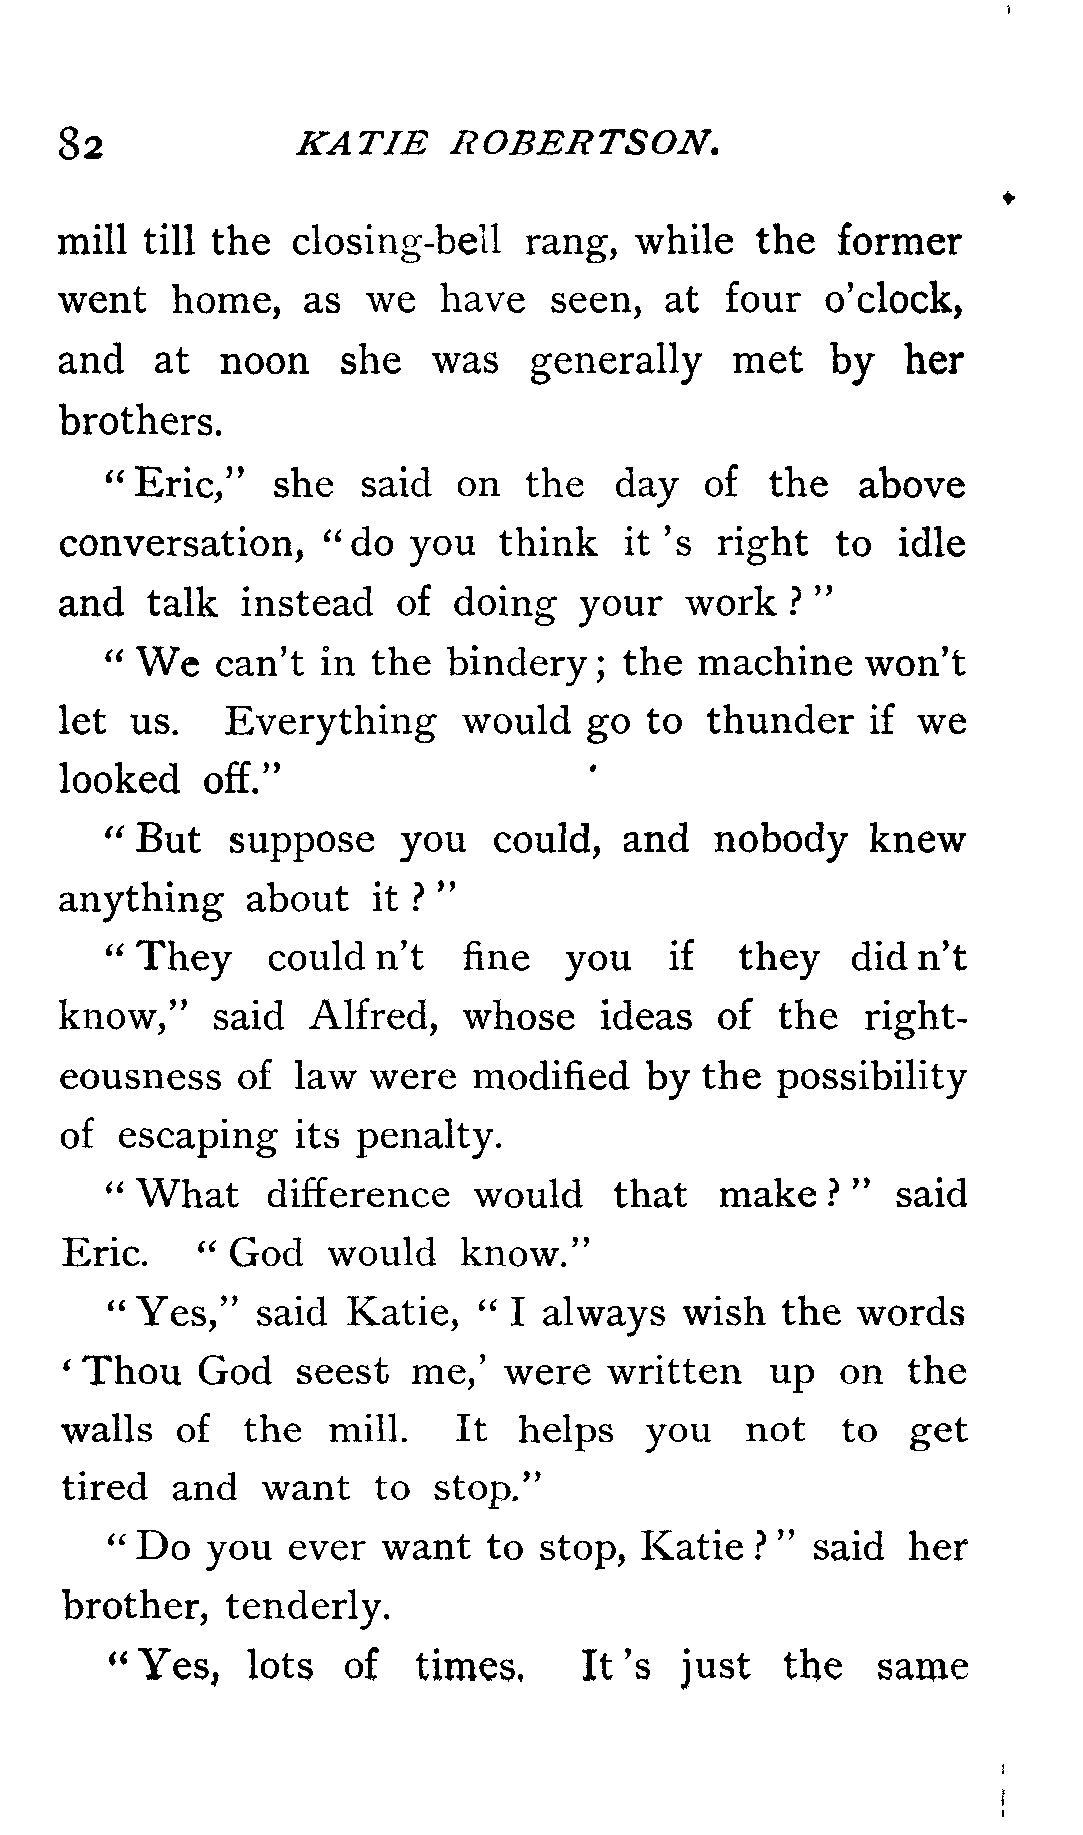 82 KATIE ROBERTSON.
mill till the closing-bell rang, while the former
went home, as we have seen, at four o'clock,
and at noon she was generally met by her
brothers.
"Eric," she said on the day of the above
conversation, "do you think it 's right to idle
and talk instead of doing your work?"
"We can't in the bindery; the machine won't
let us. Everything would go to thunder if we
looked off."
"But suppose you could, and nobody knew
anything about it?"
"They could n't fine you if they did n't
know," said Alfred, whose ideas of the right-
eousness of law were modified by the possibility
of escaping its penalty.
"What difference would that make?" said
Eric. "God would know."
"Yes," said Katie, "I always wish the words
'Thou God seest me,' were written up on the
walls of the mill. It helps you not to get
tired and want to stop."
"Do you ever want to stop, Katie?" said her
brother, tenderly.
"Yes, lots of times. It 's just the same